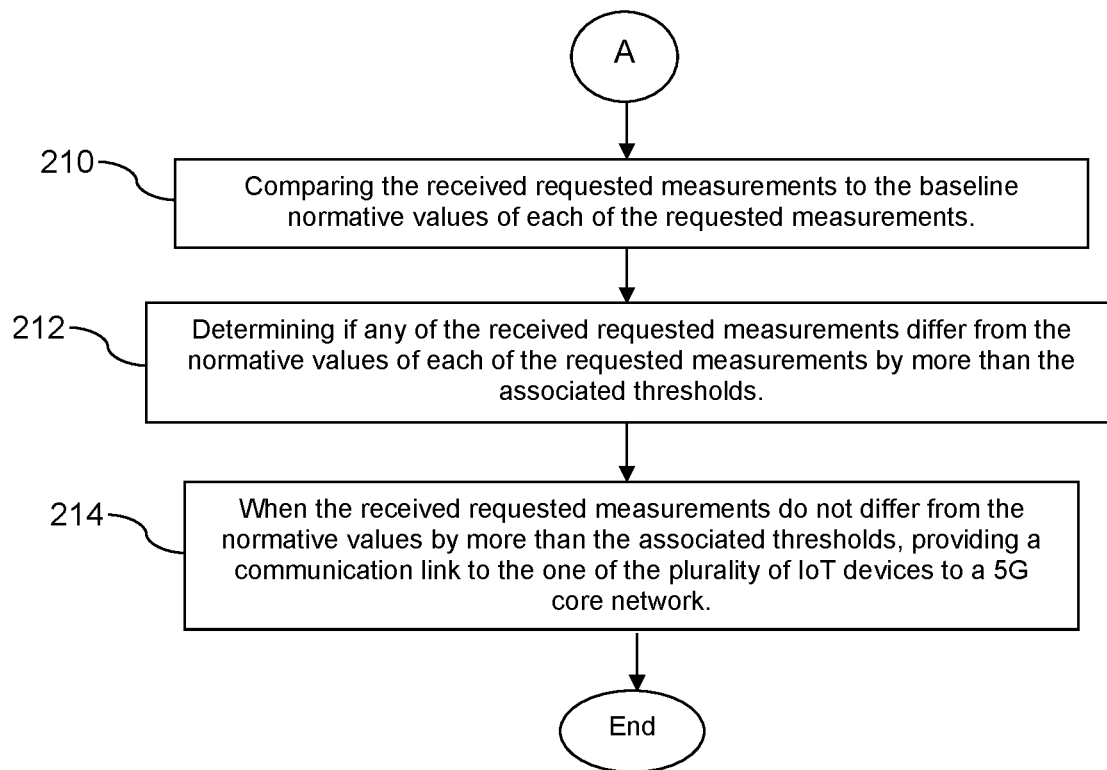 A
210
Comparing the received requested measurements to the baseline
normative values of each of the requested measurements.
212
Determining if any of the received requested measurements differ from the
normative values of each of the requested measurements by more than the
associated thresholds.
214
When the received requested measurements do not differ from the
normative values by more than the associated thresholds, providing a
communication link to the one of the plurality of IoT devices to a 5G
core network.
End